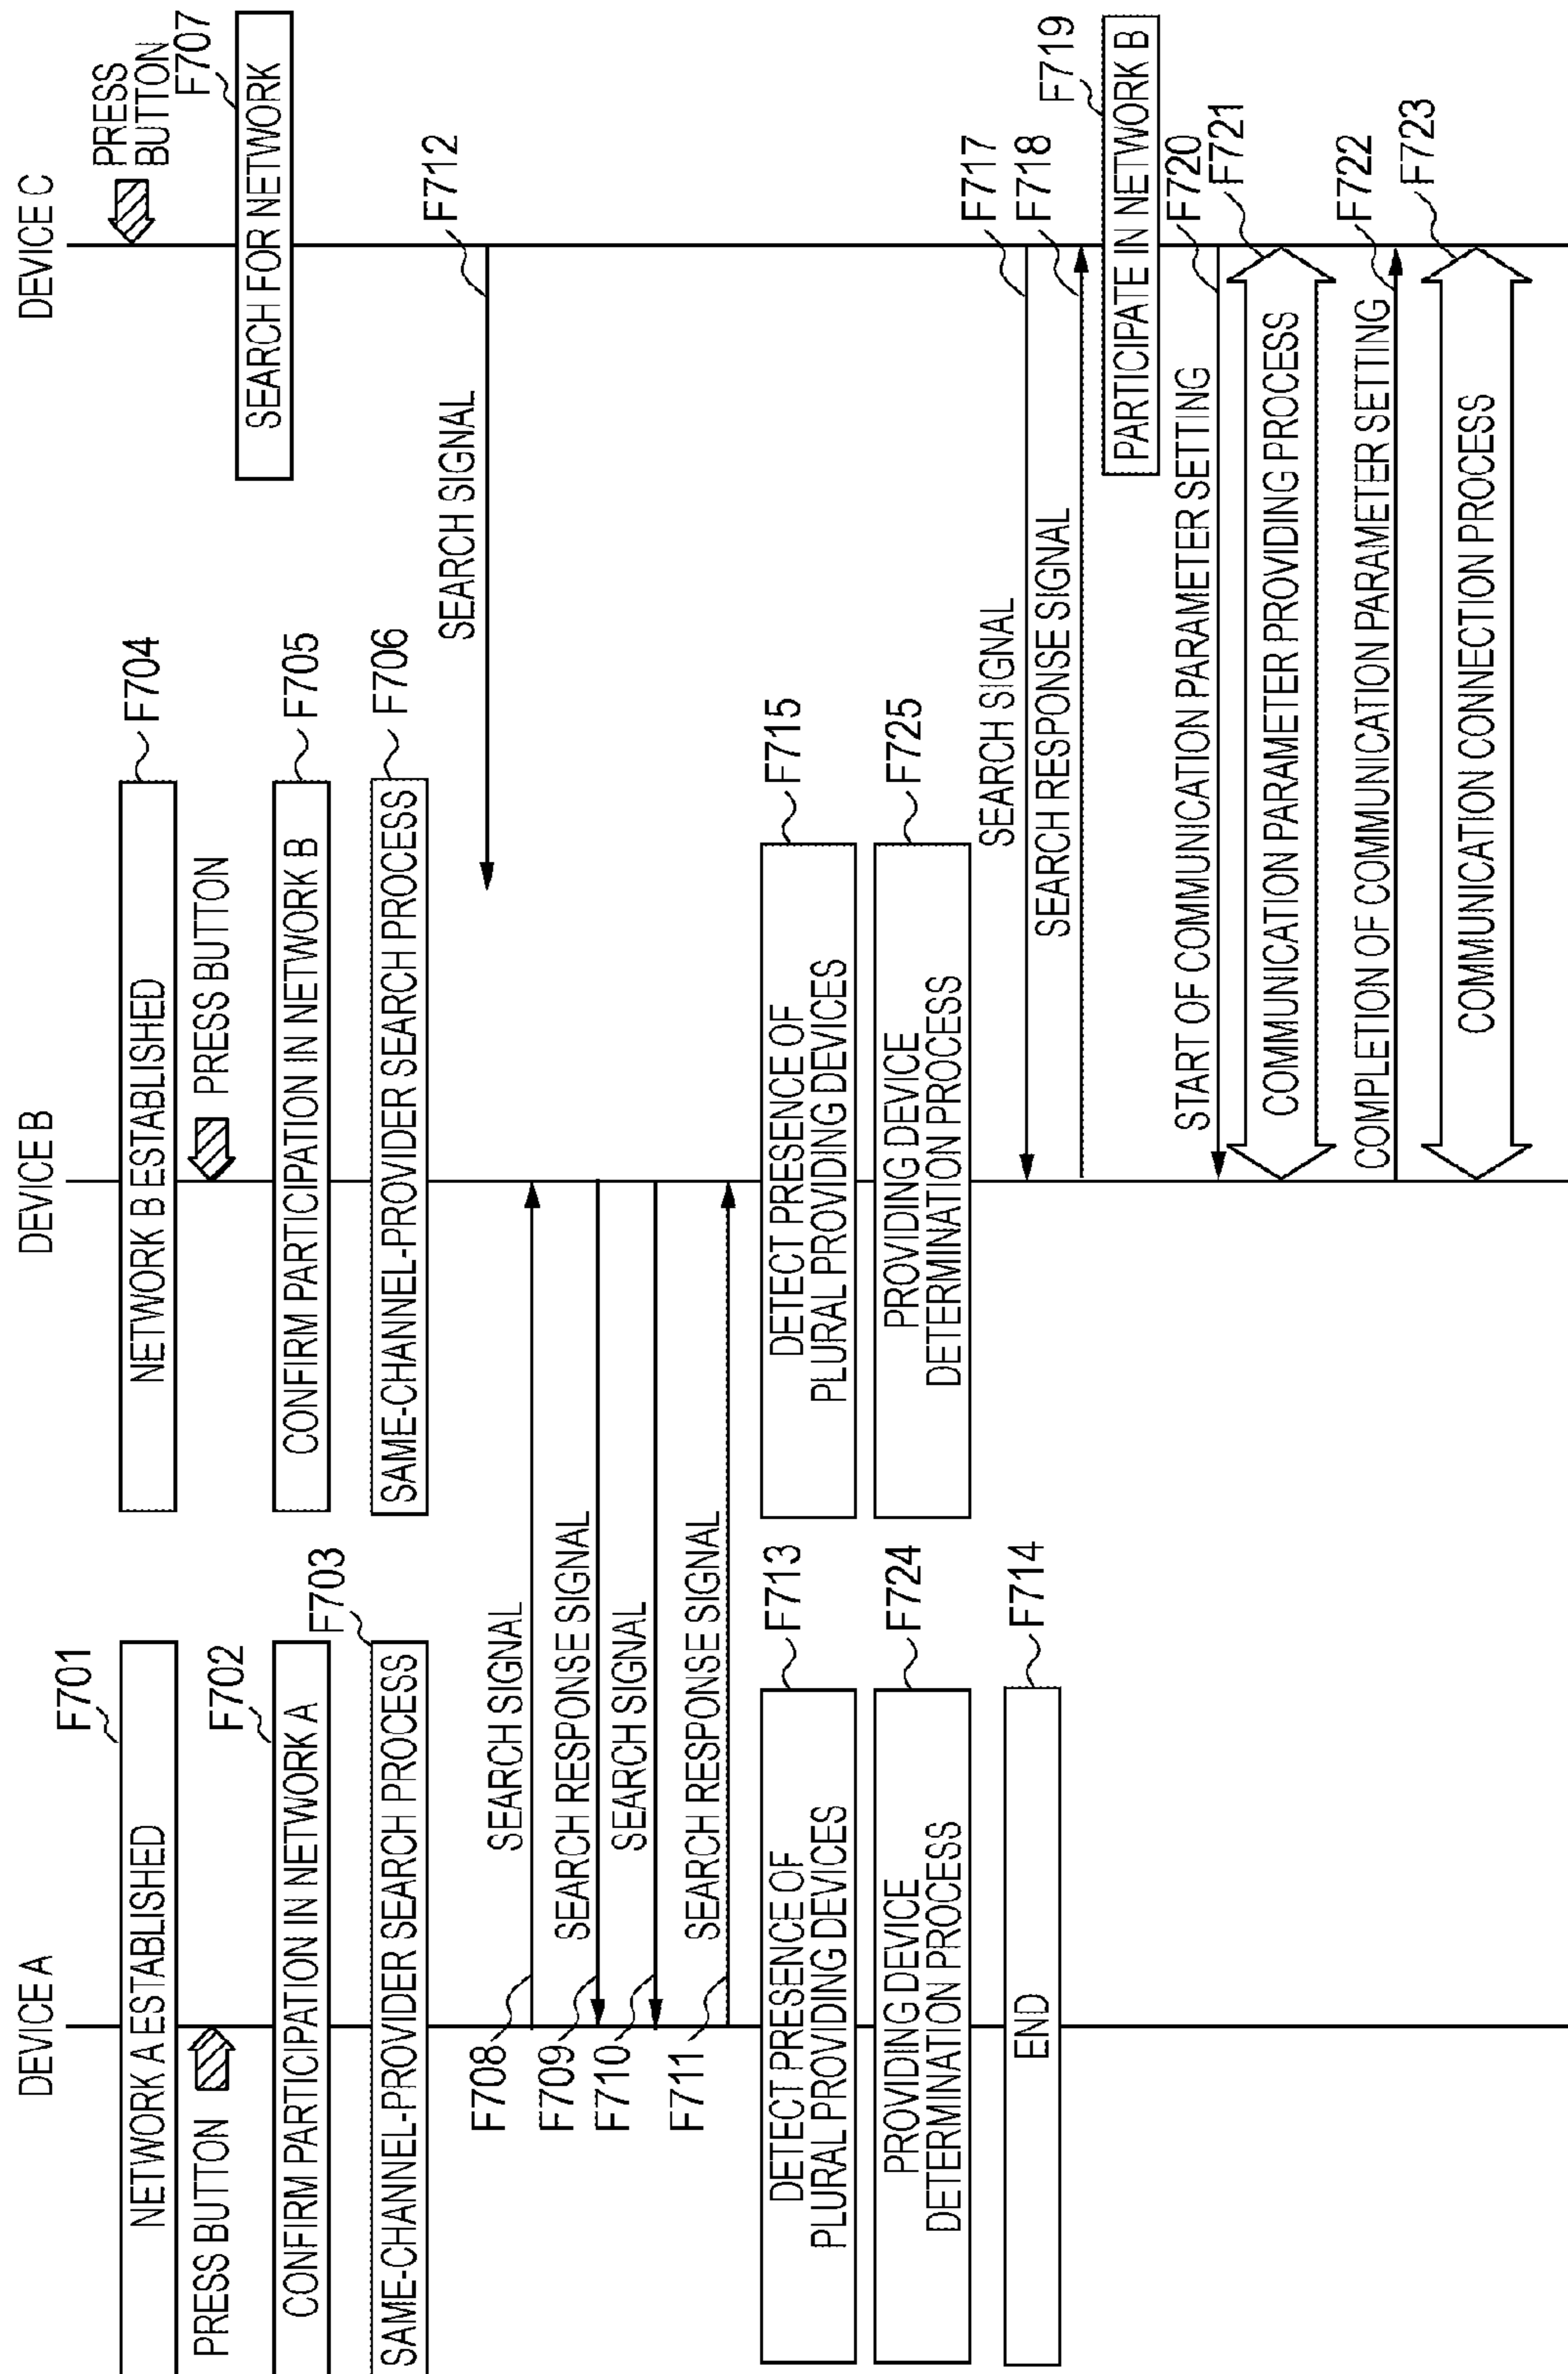 DEVICE A
DEVICE B
DEVICE C
F701
NETWORK A ESTABLISHED
NETWORK B ESTABLISHED
F704
PRESS
BUTTON
PRESS BUTTON
PRESS BUTTON
F707
SEARCH FOR NETWORK
F702
CONFIRM PARTICIPATION IN NETWORK A
CONFIRM PARTICIPATION IN NETWORK B
F705
F703
SAME-CHANNEL-PROVIDER SEARCH PROCESS
SAME-CHANNEL-PROVIDER SEARCH PROCESS
F706
SEARCH SIGNAL
F712
F708
SEARCH SIGNAL
F709
SEARCH RESPONSE SIGNAL
F710
SEARCH SIGNAL
F711
SEARCH RESPONSE SIGNAL
DETECT PRESENCE OF
PLURAL PROVIDING DEVICES
F713
DETECT PRESENCE OF
PLURAL PROVIDING DEVICES
F715
PROVIDING DEVICE
DETERMINATION PROCESS
F724
PROVIDING DEVICE
DETERMINATION PROCESS
F725
END
F714
SEARCH SIGNAL
F717
SEARCH RESPONSE SIGNAL
F718
F719
PARTICIPATE IN NETWORK B
START OF COMMUNICATION PARAMETER SETTING
F720
F721
COMMUNICATION PARAMETER PROVIDING PROCESS
COMPLETION OF COMMUNICATION PARAMETER SETTING
F722
F723
COMMUNICATION CONNECTION PROCESS